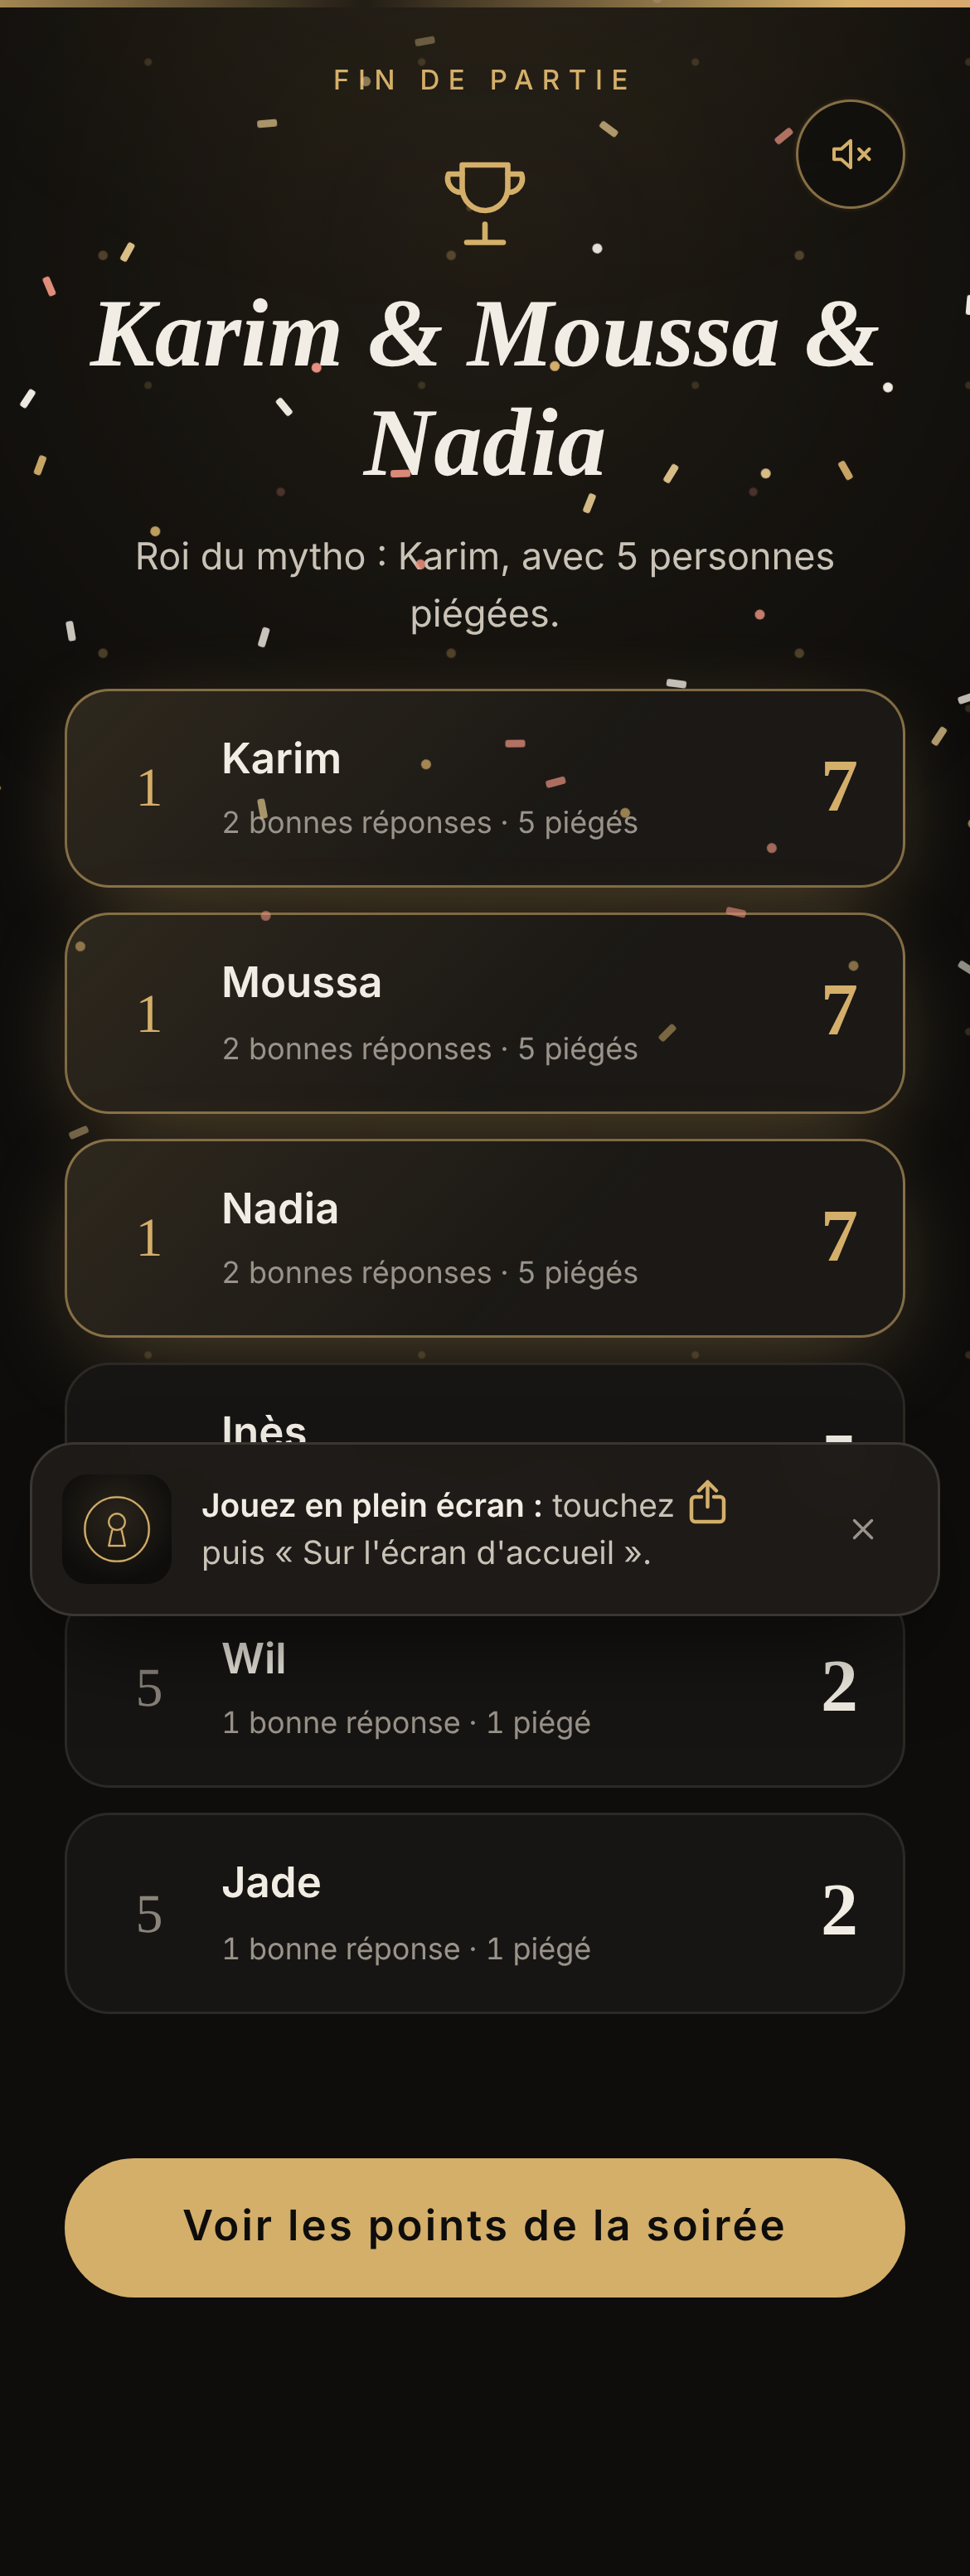 FIN DE PARTIE
Karim & Moussa &
Nadia
Roi du mytho : Karim, avec 5 personnes
piégées.
1
Karim
2 bonnes réponses · 5 piégés
7
1
Moussa
2 bonnes réponses · 5 piégés
7
1
Nadia
2 bonnes réponses · 5 piégés
7
Inès
Jouez en plein écran : touchez
puis « Sur l'écran d'accueil ».
5
Wil
1 bonne réponse · 1 piégé
2
5
Jade
1 bonne réponse · 1 piégé
2
Voir les points de la soirée